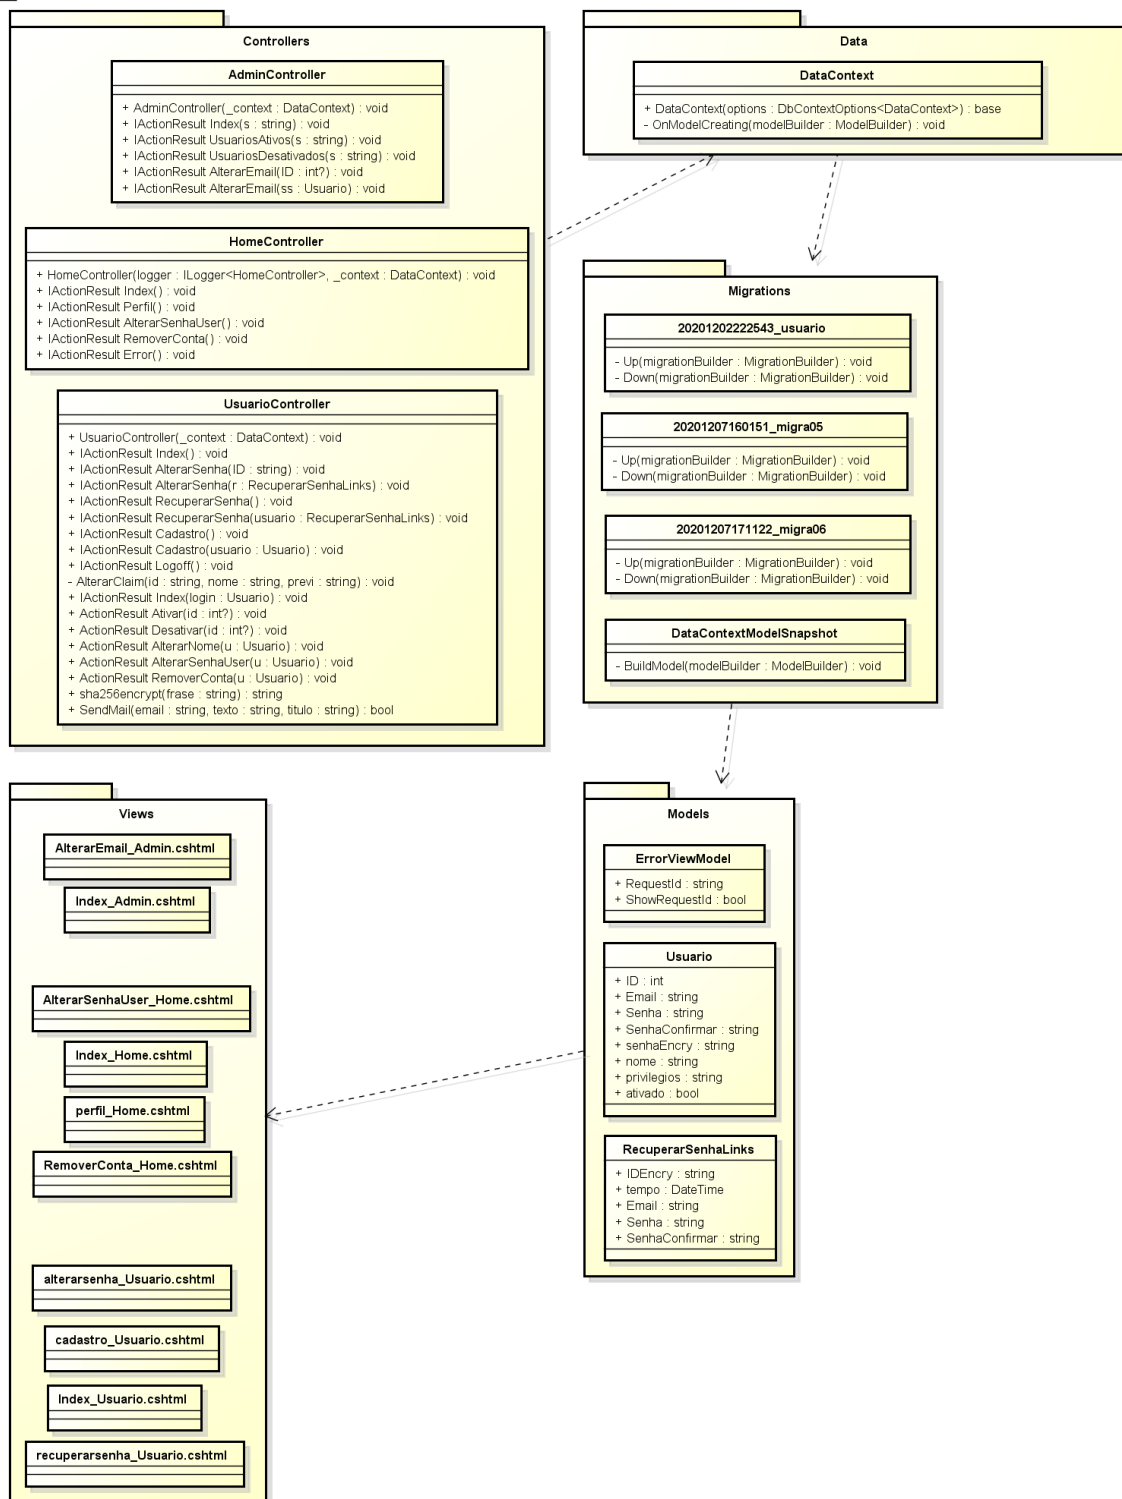 Controllers
AdminController
+ AdminController(_context : DataContext) : void
+ IActionResult Index(s : string) : void
+ IActionResult UsuariosAtivos(s : string) : void
+ IActionResult UsuariosDesativados(s : string) : void
+ IActionResult AlterarEmail(ID : int?) : void
+ IActionResult AlterarEmail(ss : Usuario) : void
HomeController
+ HomeController(logger : ILogger<HomeController>, _context : DataContext) : void
+ IActionResult Index() : void
+ IActionResult Perfil() : void
+ IActionResult AlterarSenhaUser() : void
+ IActionResult RemoverConta() : void
+ IActionResult Error() : void
UsuarioController
+ UsuarioController(_context : DataContext) : void
+ IActionResult Index() : void
+ IActionResult AlterarSenha(ID : string) : void
+ IActionResult AlterarSenha(r : RecuperarSenhaLinks) : void
+ IActionResult RecuperarSenha() : void
+ IActionResult RecuperarSenha(usuario : RecuperarSenhaLinks) : void
+ IActionResult Cadastro() : void
+ IActionResult Cadastro(usuario : Usuario) : void
+ IActionResult Logoff() : void
- AlterarClaim(id : string, nome : string, previ : string) : void
+ IActionResult Index(login : Usuario) : void
+ ActionResult Ativar(id : int?) : void
+ ActionResult Desativar(id : int?) : void
+ ActionResult AlterarNome(u : Usuario) : void
+ ActionResult AlterarSenhaUser(u : Usuario) : void
+ ActionResult RemoverConta(u : Usuario) : void
+ sha256encrypt(frase : string) : string
+ SendMail(email : string, texto : string, titulo : string) : bool
Data
DataContext
+ DataContext(options : DbContextOptions<DataContext>) : base
- OnModelCreating(modelBuilder : ModelBuilder) : void
Migrations
20201202222543_usuario
- Up(migrationBuilder : MigrationBuilder) : void
- Down(migrationBuilder : MigrationBuilder) : void
20201207160151_migra05
- Up(migrationBuilder : MigrationBuilder) : void
- Down(migrationBuilder : MigrationBuilder) : void
20201207171122_migra06
- Up(migrationBuilder : MigrationBuilder) : void
- Down(migrationBuilder : MigrationBuilder) : void
DataContextModelSnapshot
- BuildModel(modelBuilder : ModelBuilder) : void
Views
AlterarEmail_Admin.cshtml
Index_Admin.cshtml
AlterarSenhaUser_Home.cshtml
Index_Home.cshtml
perfil_Home.cshtml
RemoverConta_Home.cshtml
alterarsenha_Usuario.cshtml
cadastro_Usuario.cshtml
Index_Usuario.cshtml
recuperarsenha_Usuario.cshtml
Models
ErrorViewModel
+ RequestId : string
+ ShowRequestId : bool
Usuario
+ ID : int
+ Email : string
+ Senha : string
+ SenhaConfirmar : string
+ senhaEncry : string
+ nome : string
+ privilegios : string
+ ativado : bool
RecuperarSenhaLinks
+ IDEncry : string
+ tempo : DateTime
+ Email : string
+ Senha : string
+ SenhaConfirmar : string